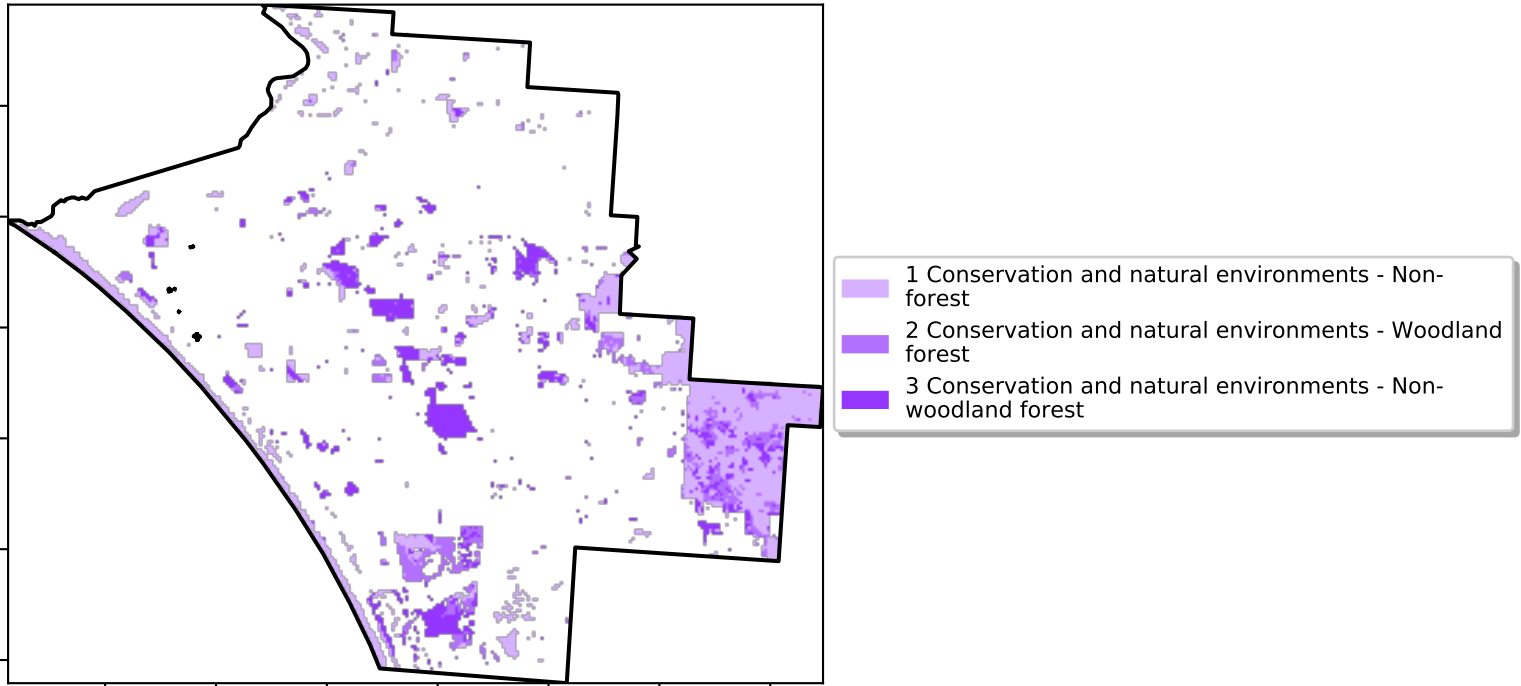 1 Conservation and natural environments - Non-
forest
2 Conservation and natural environments - Woodland
forest
3 Conservation and natural environments - Non-
woodland forest